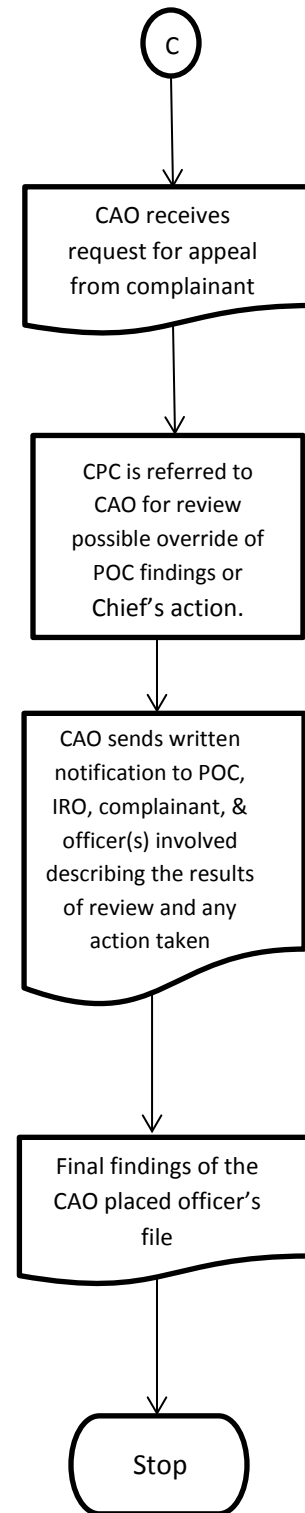 C
CAO receives
request for appeal
from complainant
CPC is referred to
CAO for review
possible override of
POC findings or
Chief’s action.
CAO sends written
notification to POC,
IRO, complainant, &
officer(s) involved
describing the results
of review and any
action taken
Final findings of the
CAO placed officer’s
file
Stop